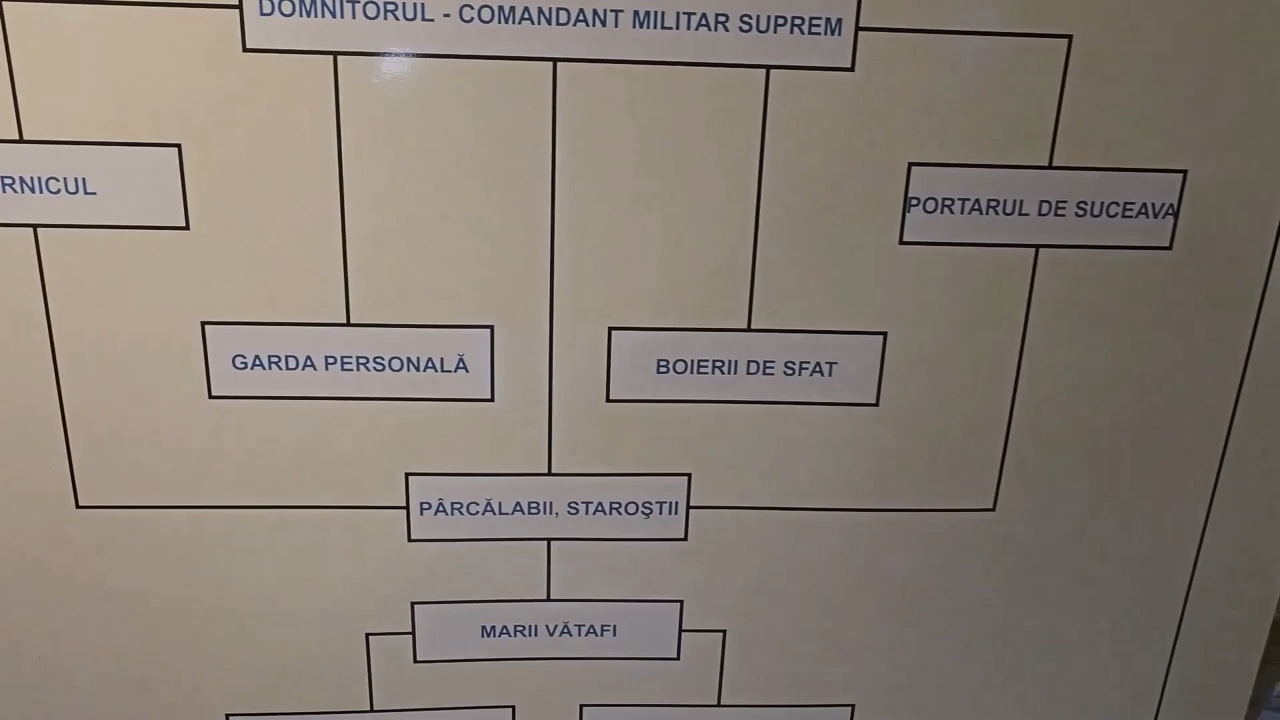 DOMNITORUL - COMANDANT MILITAR SUPREM
RNICUL
PORTARUL DE SUCEAVA
GARDA PERSONALĂ
BOIERII DE SFAT
PÂRCĂLABII, STAROŞTII
MARII VĂTAFI